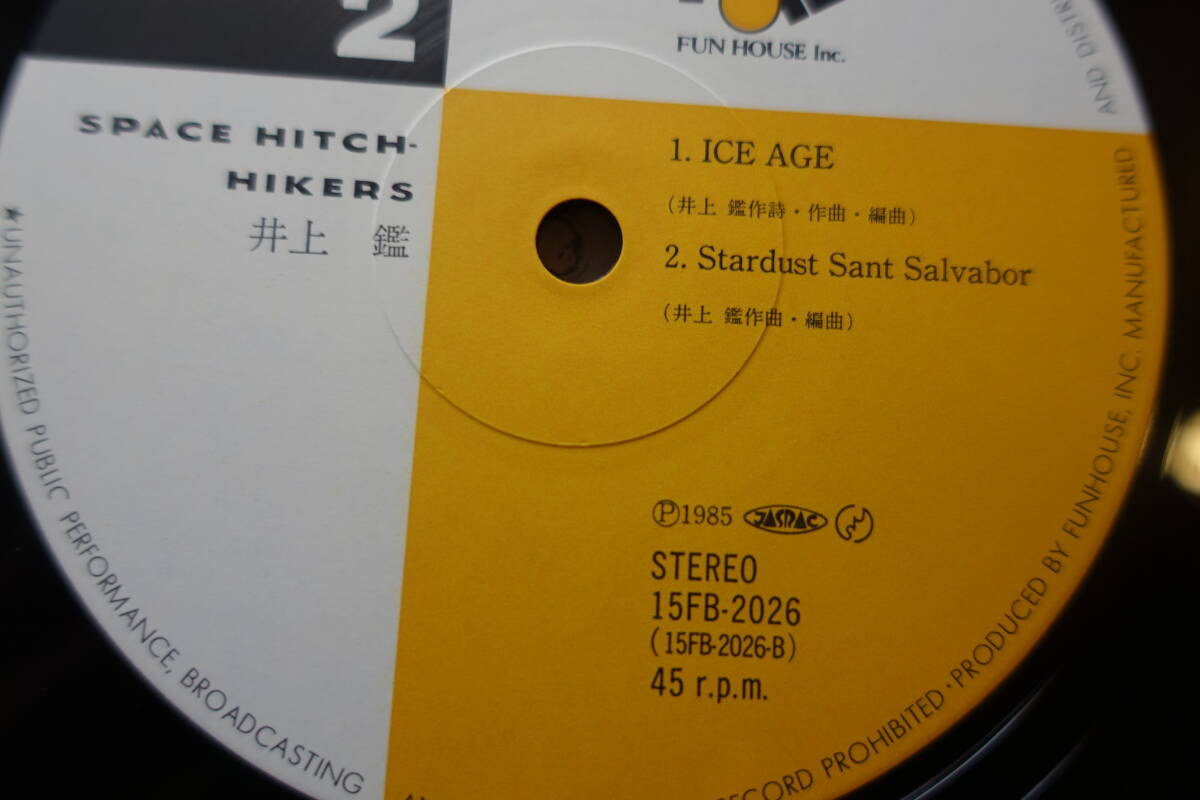 2
FUN HOUSE Inc.
SPACE HITCH-
HIKERS
井上 鑑
1. ICE AGE
(井上 鑑作詩・作曲・編曲)
2. Stardust Sant Salvabor
(井上 鑑作曲・編曲)
Ⓟ1985 JASRAC
STEREO
15FB-2026
(15FB-2026-B)
45 r.p.m.
★UNAUTHORIZED PUBLIC PERFORMANCE, BROADCASTING
RECORD PROHIBITED・PRODUCED BY FUNHOUSE, INC. MANUFACTURED
AND